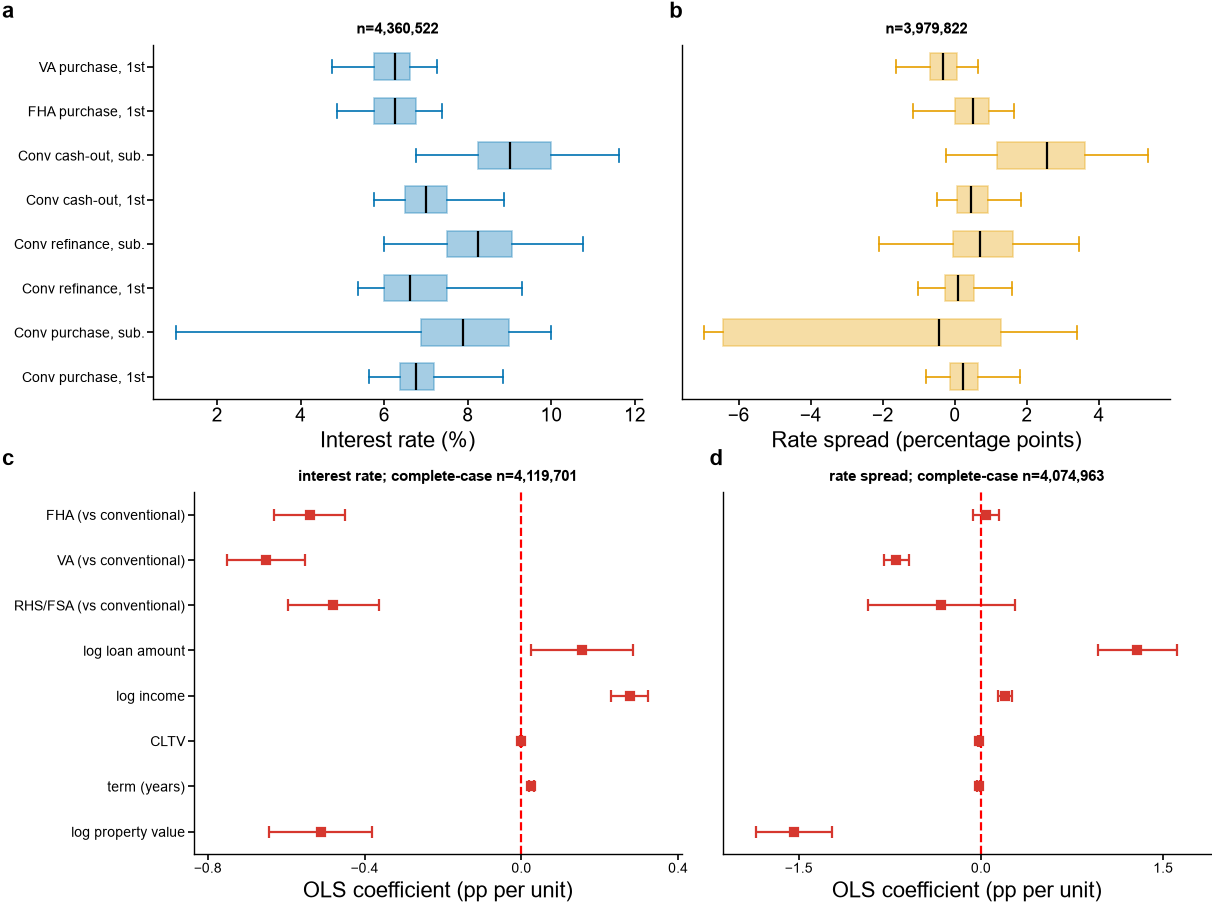 a
n=4,360,522
VA purchase, 1st
FHA purchase, 1st
Conv cash-out, sub.
Conv cash-out, 1st
Conv refinance, sub.
Conv refinance, 1st
Conv purchase, sub.
Conv purchase, 1st
2 4 6 8 10 12
Interest rate (%)
b
n=3,979,822
−6 −4 −2 0 2 4
Rate spread (percentage points)
c
interest rate; complete-case n=4,119,701
FHA (vs conventional)
VA (vs conventional)
RHS/FSA (vs conventional)
log loan amount
log income
CLTV
term (years)
log property value
−0.8 −0.4 0.0 0.4
OLS coefficient (pp per unit)
d
rate spread; complete-case n=4,074,963
−1.5 0.0 1.5
OLS coefficient (pp per unit)